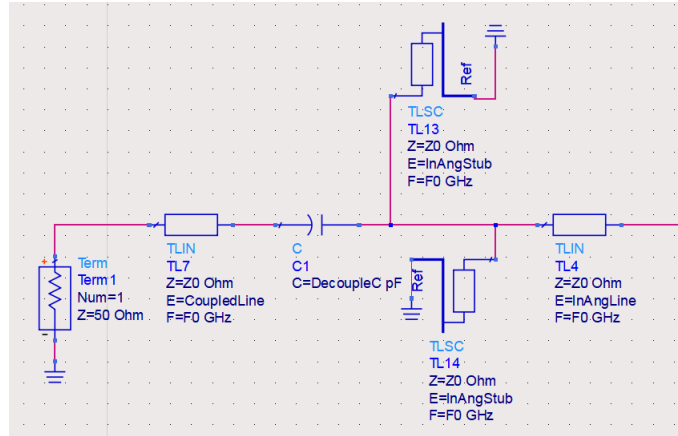 Ref
TLSC
TL13
Z=Z0 Ohm
E=InAngStub
F=F0 GHz
+
Term
Term1
Num=1
Z=50 Ohm
-
TLIN
TL7
Z=Z0 Ohm
E=CoupledLine
F=F0 GHz
C
C1
C=DecoupleC pF
Ref
TLIN
TL4
Z=Z0 Ohm
E=InAngLine
F=F0 GHz
TLSC
TL14
Z=Z0 Ohm
E=InAngStub
F=F0 GHz